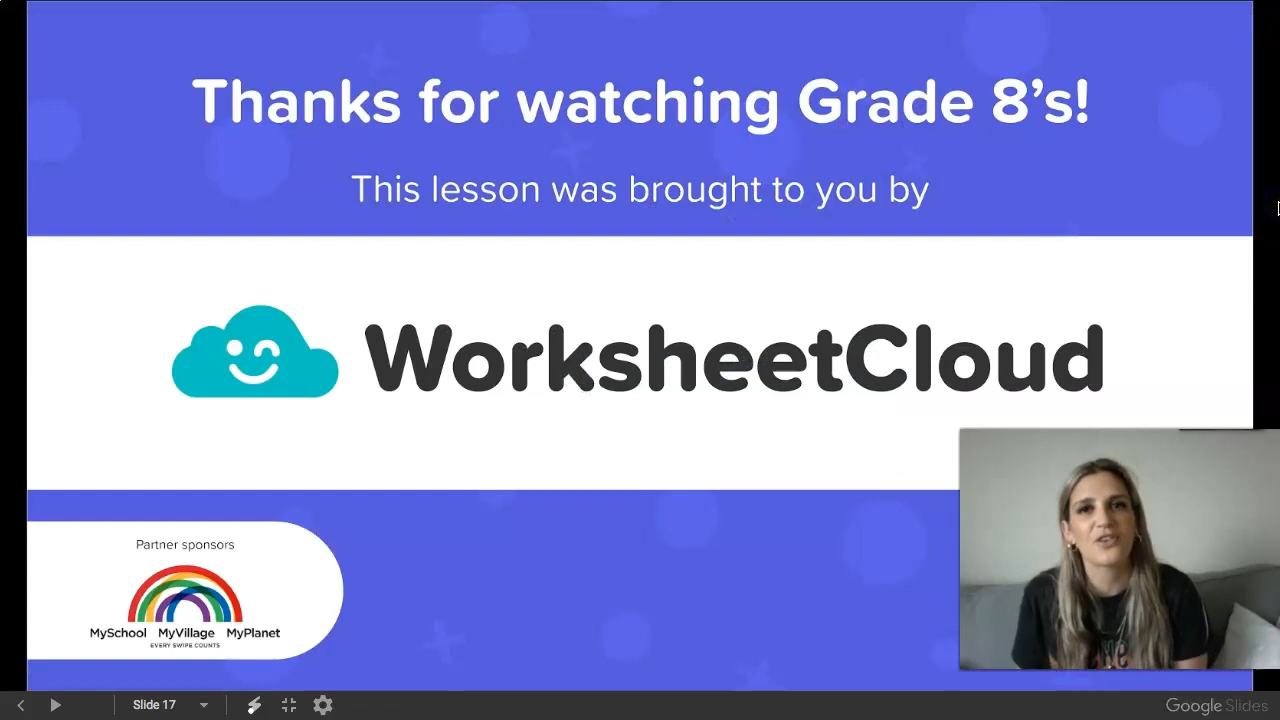 Thanks for watching Grade 8's!
This lesson was brought to you by
WorksheetCloud
Partner sponsors
MySchool MyVillage MyPlanet
EVERY SWIPE COUNTS
Slide 17
Google Slides